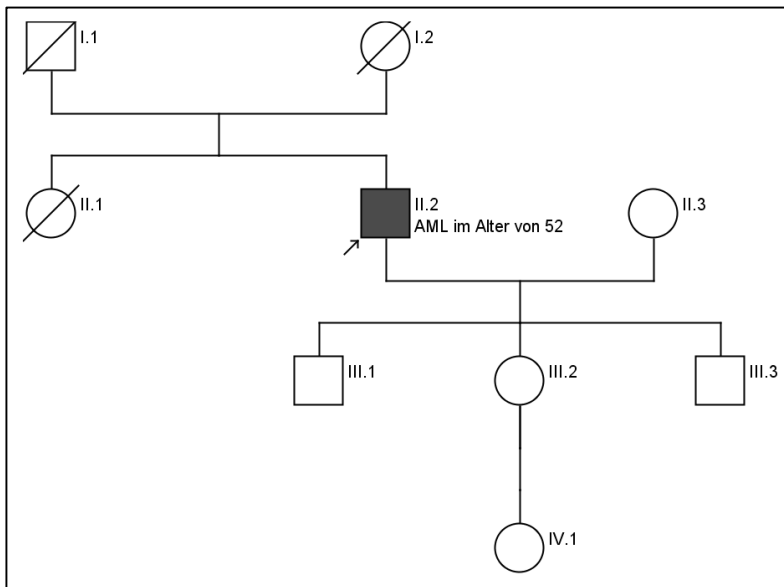 I.1
I.2
II.1
II.2
AML im Alter von 52
II.3
III.1
III.2
III.3
IV.1